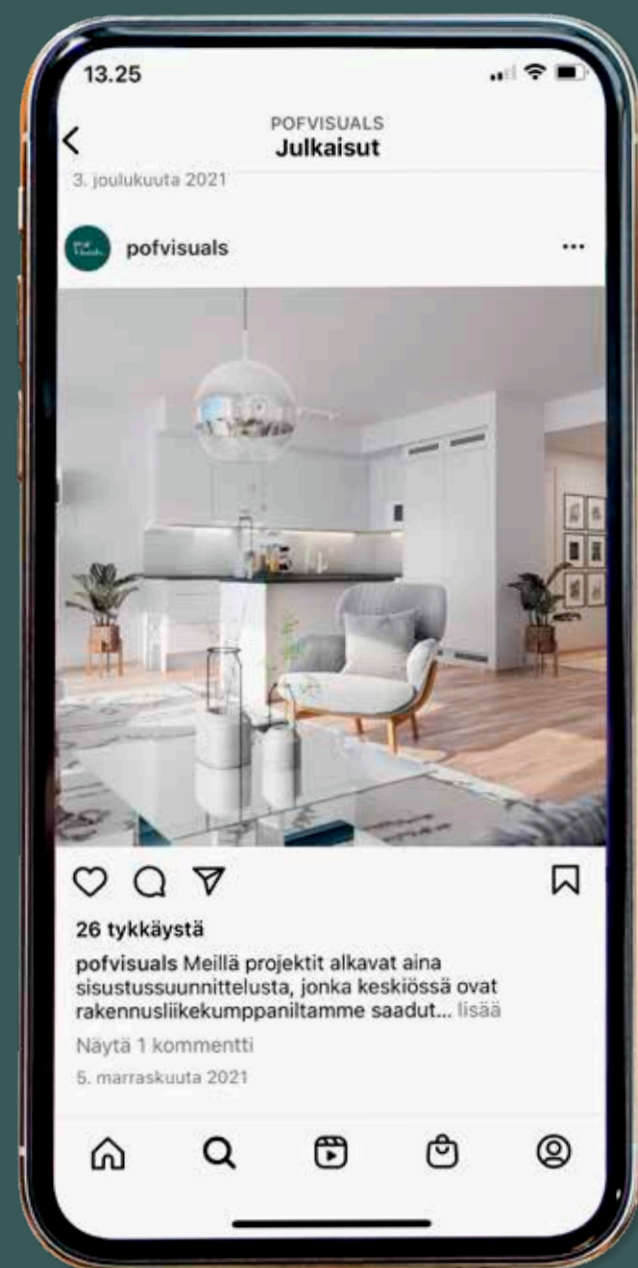 13.25
POFVISUALS
Julkaisut
3. joulukuuta 2021
pofvisuals
26 tykkäystä
pofvisuals Meillä projektit alkavat aina
sisustussuunnittelusta, jonka keskiössä ovat
rakennusliikekumppaniltamme saadut... lisää
Näytä 1 kommentti
5. marraskuuta 2021